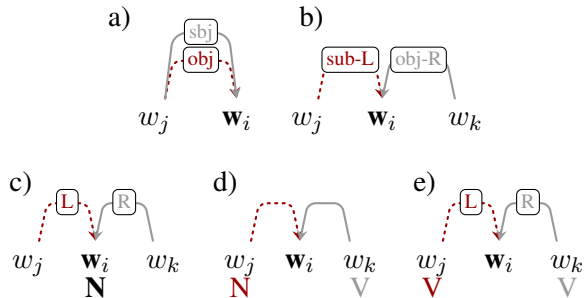 a) b)
sbj
obj sub-L obj-R
w_j w_i w_j w_i w_k
c) d) e)
L R L R
w_j w_i w_k w_j w_i w_k w_j w_i w_k
N N V V V